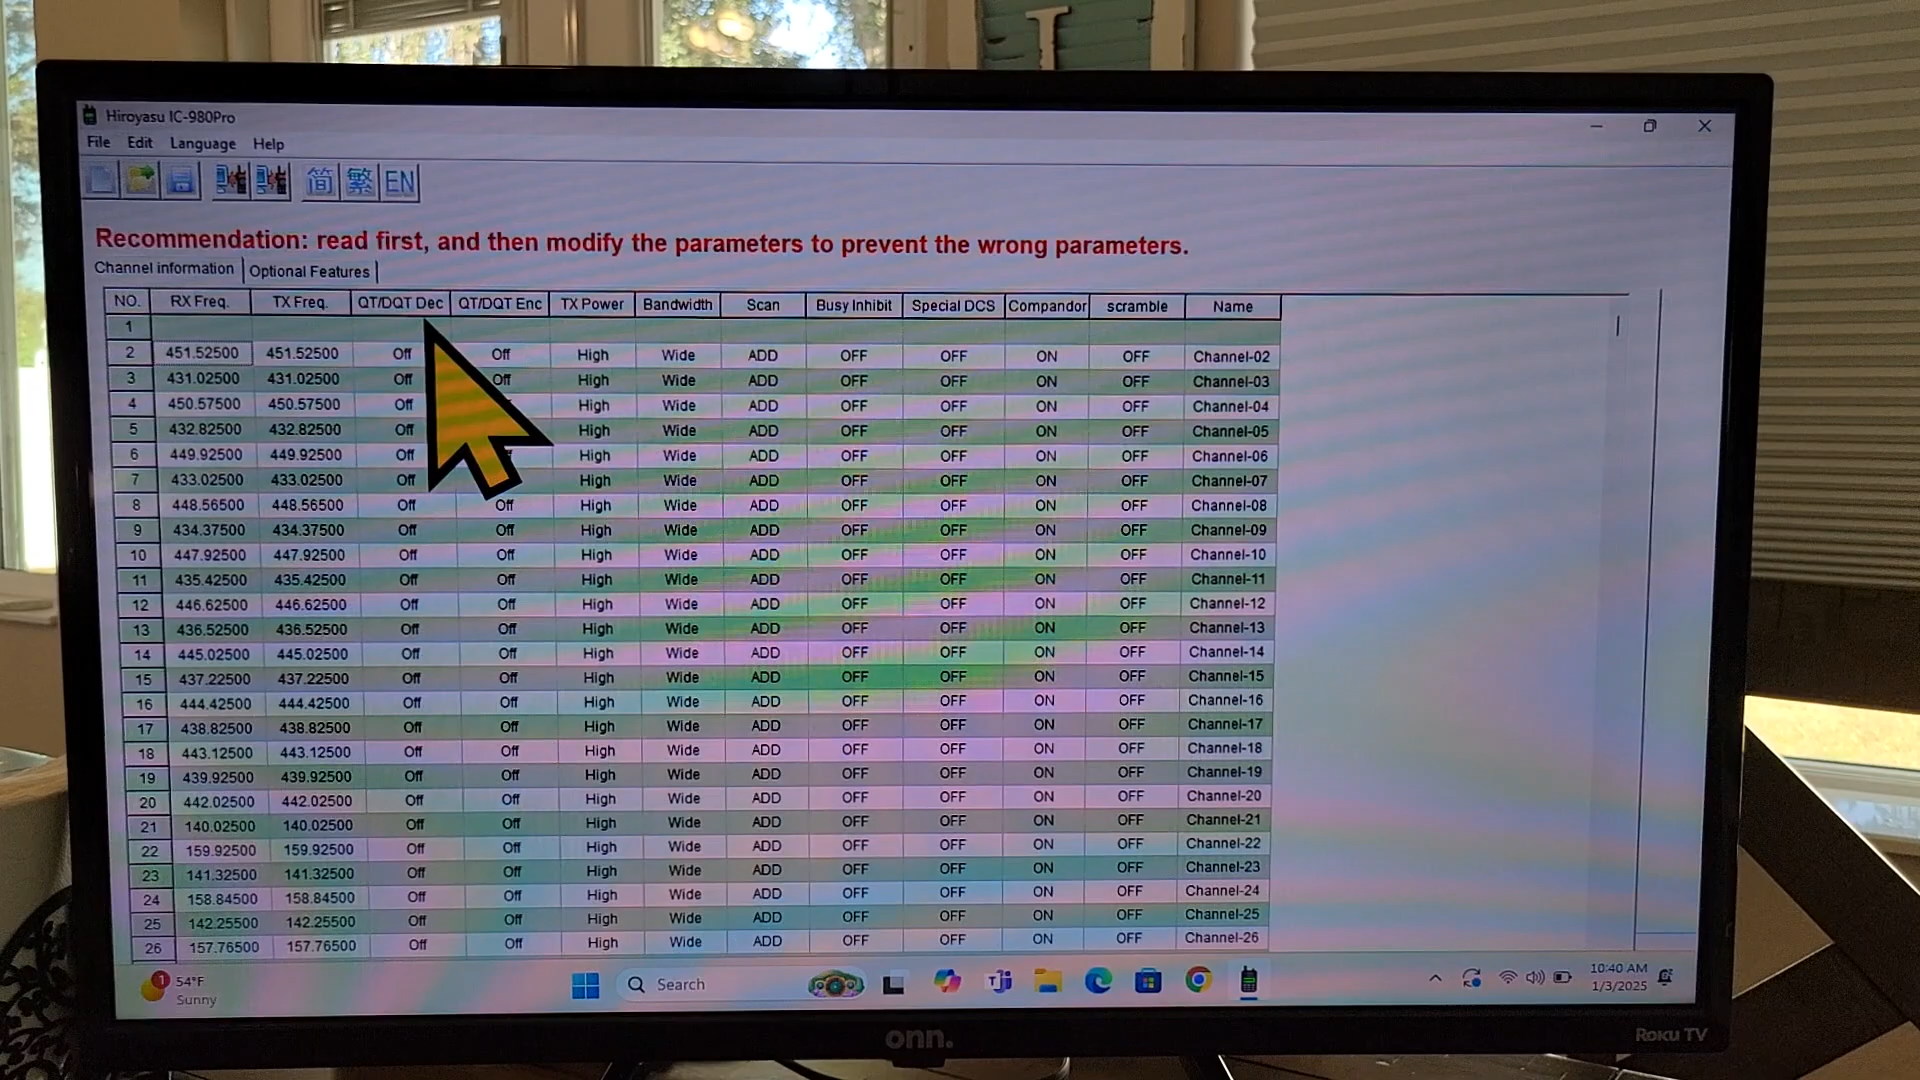 Hiroyasu IC-980Pro
File Edit Language Help
简 繁 EN
Recommendation: read first, and then modify the parameters to prevent the wrong parameters.
Channel information Optional Features
NO. RX Freq. TX Freq. QT/DQT Dec QT/DQT Enc TX Power Bandwidth Scan Busy Inhibit Special DCS Compandor scramble Name
1
2 451.52500 451.52500 Off Off High Wide ADD OFF OFF ON OFF Channel-02
3 431.02500 431.02500 Off Off High Wide ADD OFF OFF ON OFF Channel-03
4 450.57500 450.57500 Off High Wide ADD OFF OFF ON OFF Channel-04
5 432.82500 432.82500 Off High Wide ADD OFF OFF ON OFF Channel-05
6 449.92500 449.92500 Off High Wide ADD OFF OFF ON OFF Channel-06
7 433.02500 433.02500 Off High Wide ADD OFF OFF ON OFF Channel-07
8 448.56500 448.56500 Off Off High Wide ADD OFF OFF ON OFF Channel-08
9 434.37500 434.37500 Off Off High Wide ADD OFF OFF ON OFF Channel-09
10 447.92500 447.92500 Off Off High Wide ADD OFF OFF ON OFF Channel-10
11 435.42500 435.42500 Off Off High Wide ADD OFF OFF ON OFF Channel-11
12 446.62500 446.62500 Off Off High Wide ADD OFF OFF ON OFF Channel-12
13 436.52500 436.52500 Off Off High Wide ADD OFF OFF ON OFF Channel-13
14 445.02500 445.02500 Off Off High Wide ADD OFF OFF ON OFF Channel-14
15 437.22500 437.22500 Off Off High Wide ADD OFF OFF ON OFF Channel-15
16 444.42500 444.42500 Off Off High Wide ADD OFF OFF ON OFF Channel-16
17 438.82500 438.82500 Off Off High Wide ADD OFF OFF ON OFF Channel-17
18 443.12500 443.12500 Off Off High Wide ADD OFF OFF ON OFF Channel-18
19 439.92500 439.92500 Off Off High Wide ADD OFF OFF ON OFF Channel-19
20 442.02500 442.02500 Off Off High Wide ADD OFF OFF ON OFF Channel-20
21 140.02500 140.02500 Off Off High Wide ADD OFF OFF ON OFF Channel-21
22 159.92500 159.92500 Off Off High Wide ADD OFF OFF ON OFF Channel-22
23 141.32500 141.32500 Off Off High Wide ADD OFF OFF ON OFF Channel-23
24 158.84500 158.84500 Off Off High Wide ADD OFF OFF ON OFF Channel-24
25 142.25500 142.25500 Off Off High Wide ADD OFF OFF ON OFF Channel-25
26 157.76500 157.76500 Off Off High Wide ADD OFF OFF ON OFF Channel-26
1 54°F
Sunny
Search
10:40 AM
1/3/2025
onn.
Roku TV